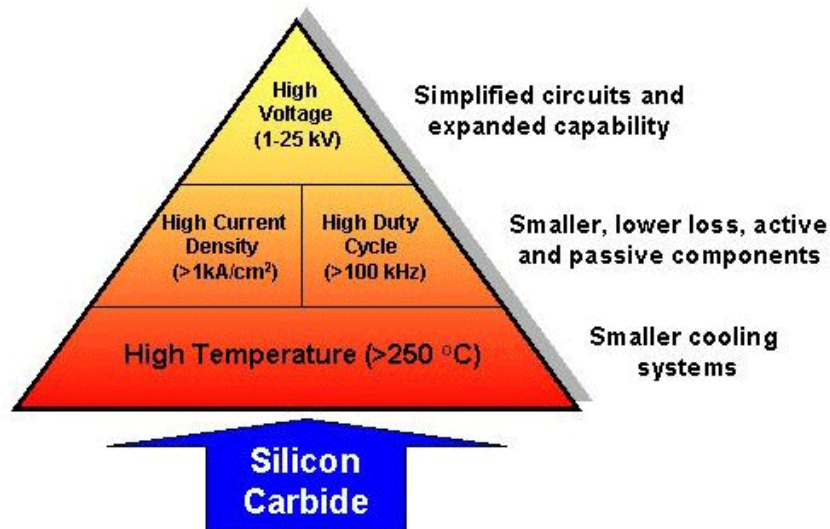 High
Voltage
(1-25 kV)
Simplified circuits and
expanded capability
High Current
Density
(>1kA/cm²)
High Duty
Cycle
(>100 kHz)
Smaller, lower loss, active
and passive components
High Temperature (>250 °C)
Smaller cooling
systems
Silicon
Carbide